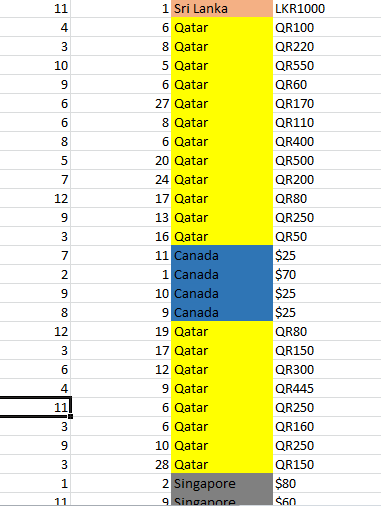 11 1 Sri Lanka LKR1000
4 6 Qatar QR100
3 8 Qatar QR220
10 5 Qatar QR550
9 6 Qatar QR60
6 27 Qatar QR170
6 8 Qatar QR110
8 6 Qatar QR400
5 20 Qatar QR500
7 24 Qatar QR200
12 17 Qatar QR80
9 13 Qatar QR250
3 16 Qatar QR50
7 11 Canada $25
2 1 Canada $70
9 10 Canada $25
8 9 Canada $25
12 19 Qatar QR80
3 17 Qatar QR150
6 12 Qatar QR300
4 9 Qatar QR445
11 6 Qatar QR250
3 6 Qatar QR160
9 10 Qatar QR250
3 28 Qatar QR150
1 2 Singapore $80
11 9 Singapore $60